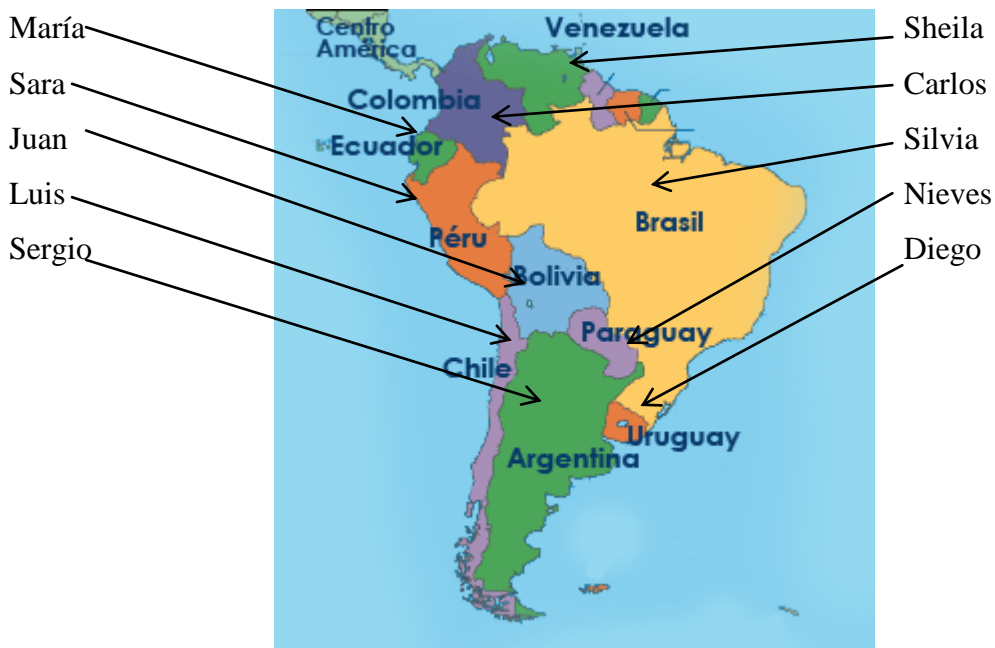 María
Sara
Juan
Luis
Sergio
Centro
América
Venezuela
Colombia
Ecuador
Péru
Brasil
Bolivia
Paraguay
Chile
Uruguay
Argentina
Sheila
Carlos
Silvia
Nieves
Diego